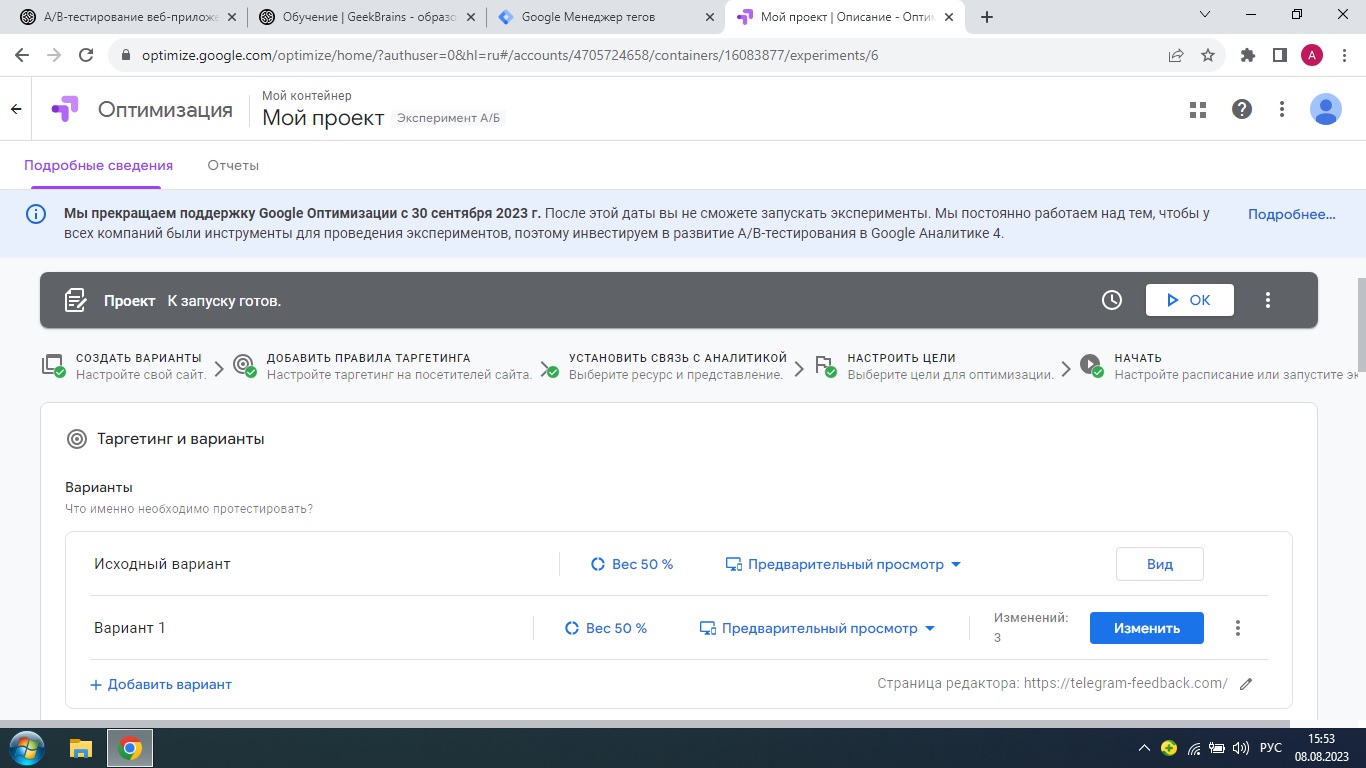 А/В-тестирование веб-приложе
Обучение | GeekBrains - образо
Google Менеджер тегов
Мой проект | Описание - Опти
optimize.google.com/optimize/home/?authuser=0&hl=ru#/accounts/4705724658/containers/16083877/experiments/6
A
Оптимизация
Мой контейнер
Мой проект
Эксперимент А/Б
Подробные сведения
Отчеты
Мы прекращаем поддержку Google Оптимизации с 30 сентября 2023 г. После этой даты вы не сможете запускать эксперименты. Мы постоянно работаем над тем, чтобы у
всех компаний были инструменты для проведения экспериментов, поэтому инвестируем в развитие А/В-тестирования в Google Аналитике 4.
Подробнее...
Проект К запуску готов.
ОК
СОЗДАТЬ ВАРИАНТЫ
Настройте свой сайт.
ДОБАВИТЬ ПРАВИЛА ТАРГЕТИНГА
Настройте таргетинг на посетителей сайта.
УСТАНОВИТЬ СВЯЗЬ С АНАЛИТИКОЙ
Выберите ресурс и представление.
НАСТРОИТЬ ЦЕЛИ
Выберите цели для оптимизации.
НАЧАТЬ
Настройте расписание или запустите эк
Таргетинг и варианты
Варианты
Что именно необходимо протестировать?
Исходный вариант
Вес 50 %
Предварительный просмотр
Вид
Вариант 1
Вес 50 %
Предварительный просмотр
Изменений:
3
Изменить
+ Добавить вариант
Страница редактора: https://telegram-feedback.com/
РУС
15:53
08.08.2023